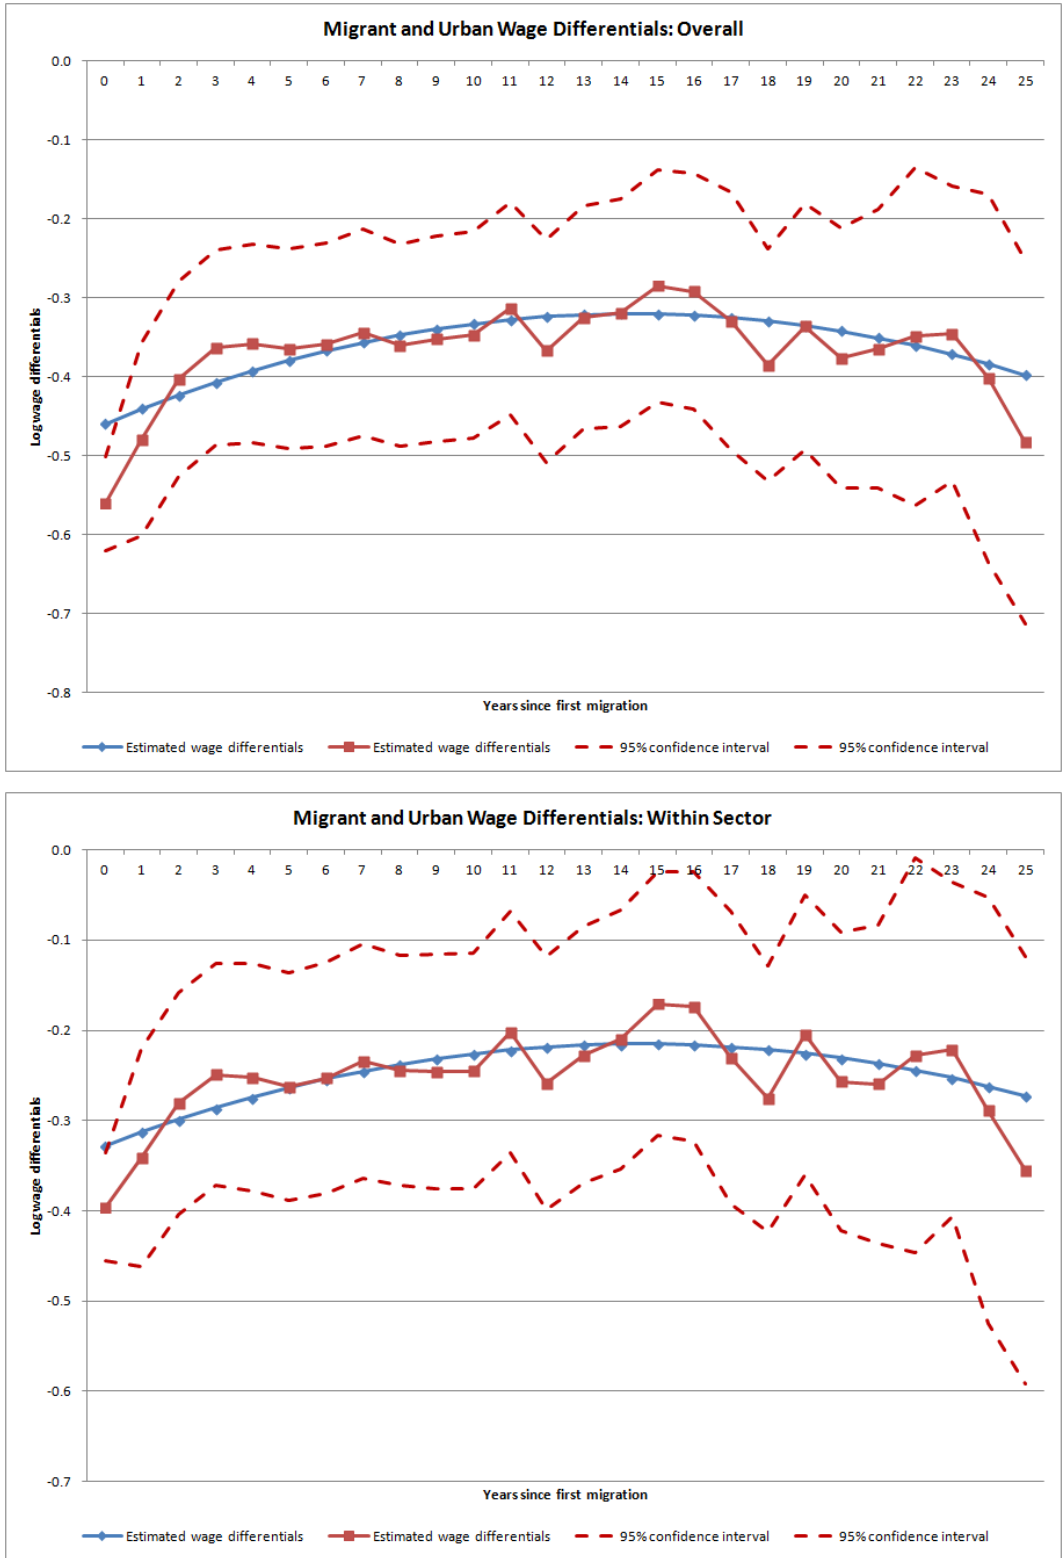 Migrant and Urban Wage Differentials: Overall
0.0
0 1 2 3 4 5 6 7 8 9 10 11 12 13 14 15 16 17 18 19 20 21 22 23 24 25
-0.1
-0.2
-0.3
-0.4
-0.5
-0.6
-0.7
-0.8
Log wage differentials
Years since first migration
Estimated wage differentials Estimated wage differentials 95% confidence interval 95% confidence interval
Migrant and Urban Wage Differentials: Within Sector
0.0
0 1 2 3 4 5 6 7 8 9 10 11 12 13 14 15 16 17 18 19 20 21 22 23 24 25
-0.1
-0.2
-0.3
-0.4
-0.5
-0.6
-0.7
Log wage differentials
Years since first migration
Estimated wage differentials Estimated wage differentials 95% confidence interval 95% confidence interval